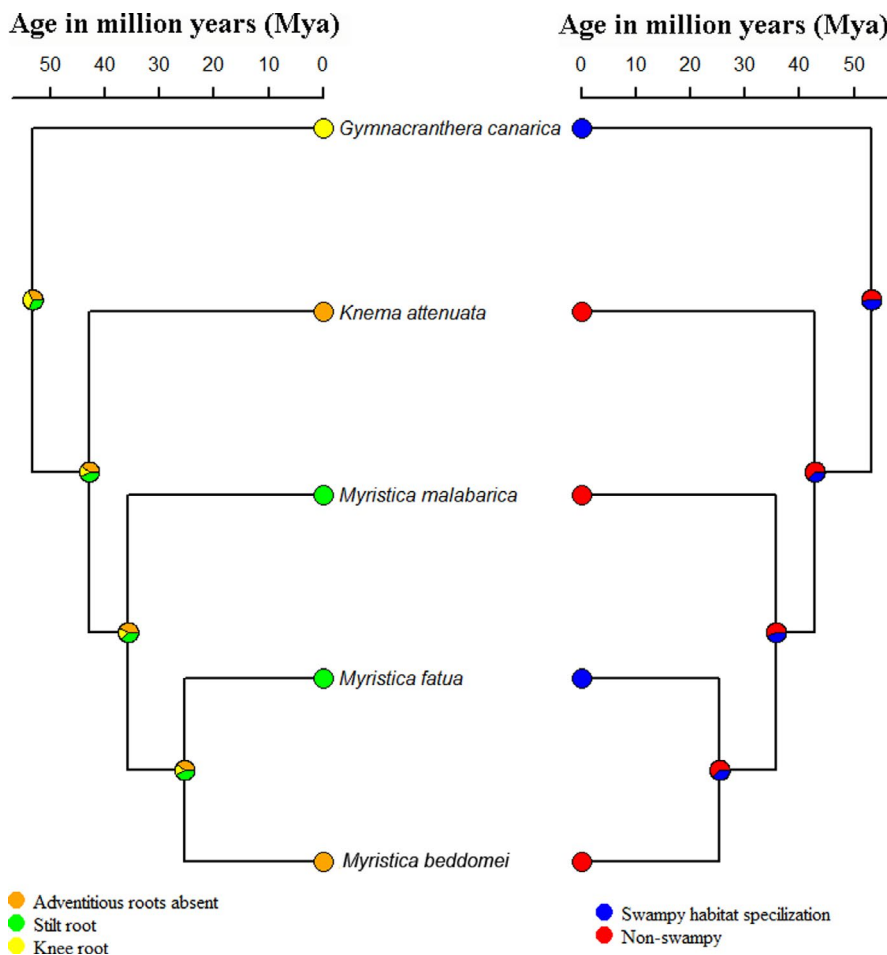 Age in million years (Mya)
Age in million years (Mya)
50 40 30 20 10 0
0 10 20 30 40 50
Gymnacranthera canarica
Knema attenuata
Myristica malabarica
Myristica fatua
Myristica beddomei
Adventitious roots absent
Stilt root
Knee root
Swampy habitat specilization
Non-swampy